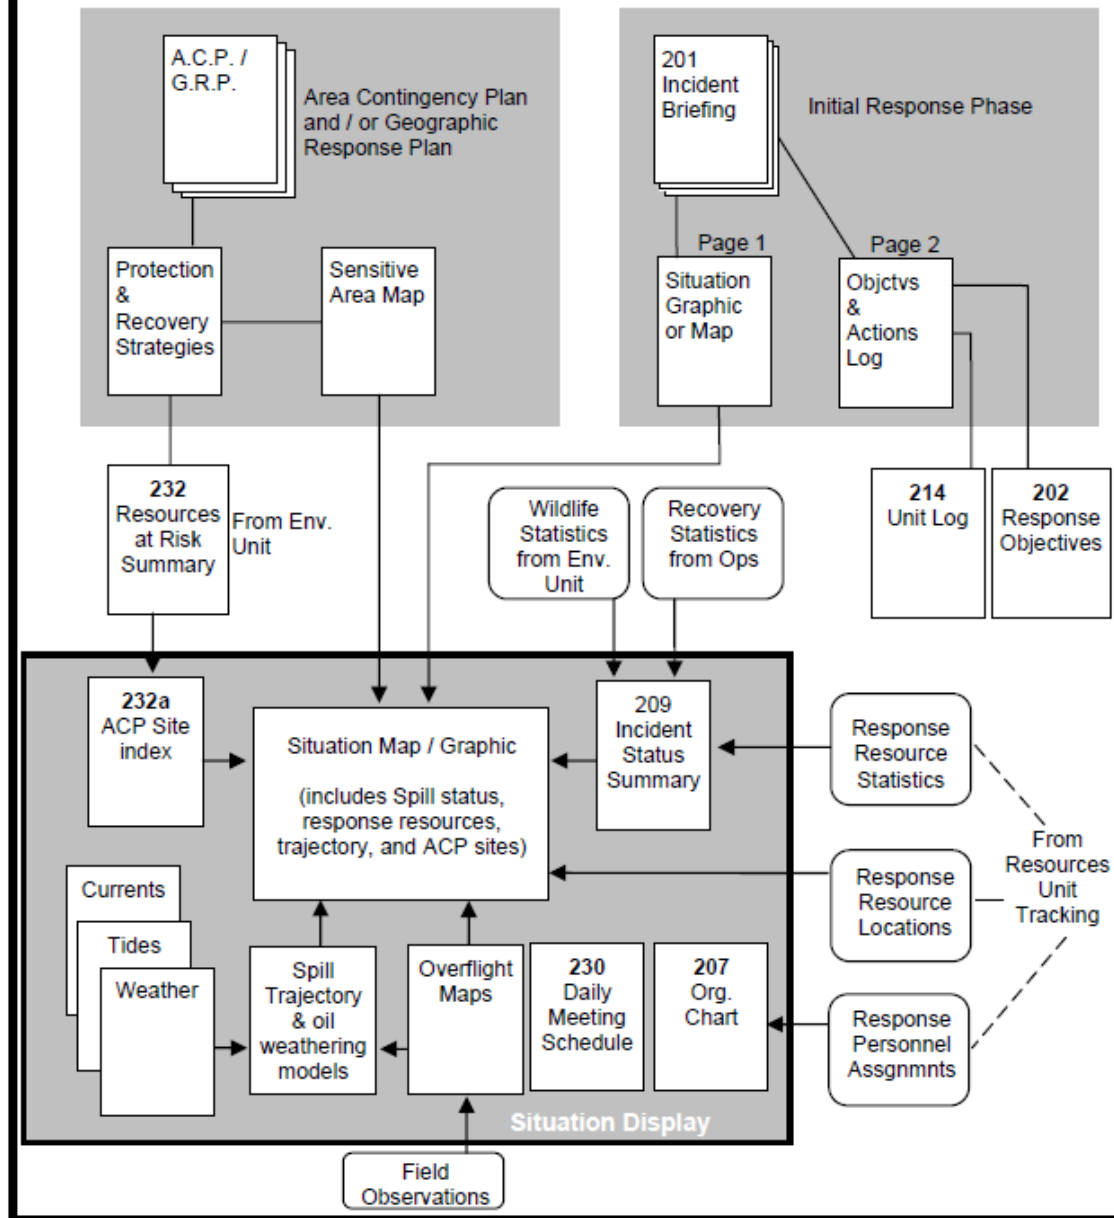 A.C.P. /
G.R.P.
Area Contingency Plan
and / or Geographic
Response Plan
201
Incident
Briefing
Initial Response Phase
Protection
&
Recovery
Strategies
Sensitive
Area Map
Page 1
Situation
Graphic
or Map
Page 2
Objctvs
&
Actions
Log
232
Resources
at Risk
Summary
From Env.
Unit
Wildlife
Statistics
from Env.
Unit
Recovery
Statistics
from Ops
214
Unit Log
202
Response
Objectives
232a
ACP Site
index
Situation Map / Graphic
(includes Spill status,
response resources,
trajectory, and ACP sites)
209
Incident
Status
Summary
Response
Resource
Statistics
From
Resources
Unit
Tracking
Response
Resource
Locations
Currents
Tides
Weather
Spill
Trajectory
& oil
weathering
models
Overflight
Maps
230
Daily
Meeting
Schedule
207
Org.
Chart
Response
Personnel
Assgnmnts
Situation Display
Field
Observations